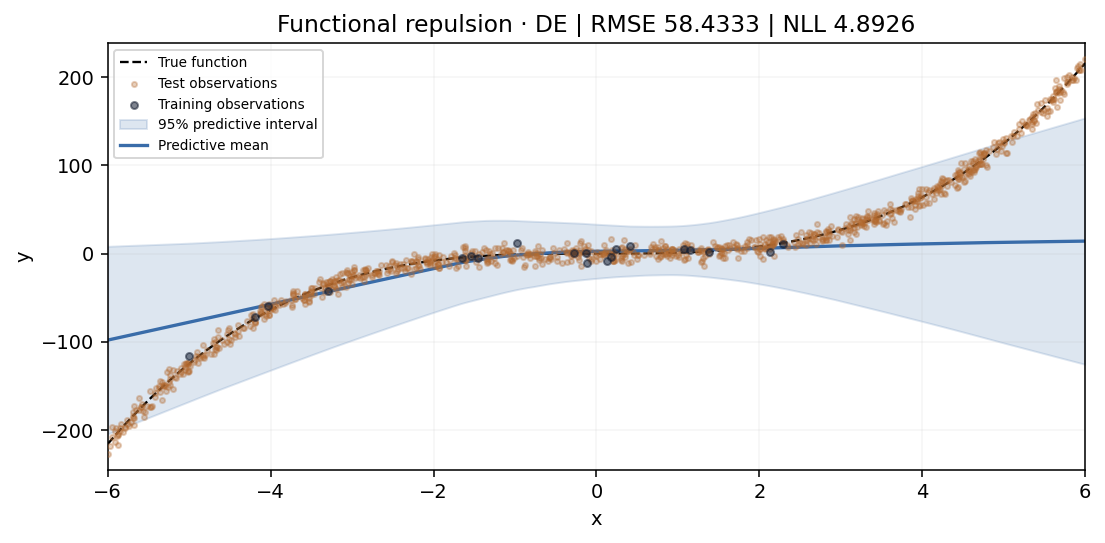 Functional repulsion · DE | RMSE 58.4333 | NLL 4.8926
True function
Test observations
Training observations
95% predictive interval
Predictive mean
200
100
0
−100
−200
y
−6
−4
−2
0
2
4
6
x